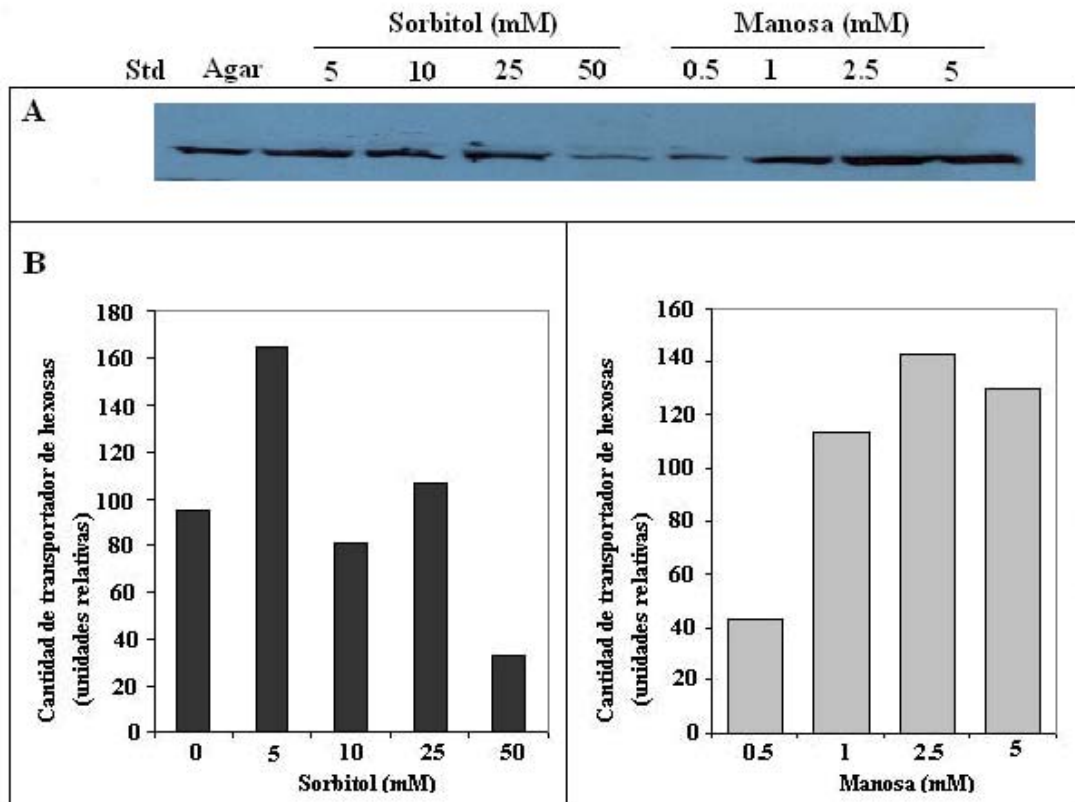 Sorbitol (mM) Manosa (mM)
Std Agar 5 10 25 50 0.5 1 2.5 5
A
B
180
160
140
120
100
80
60
40
20
0
Cantidad de transportador de hexosas
(unidades relativas)
0 5 10 25 50
Sorbitol (mM)
160
140
120
100
80
60
40
20
0
Cantidad de transportador de hexosas
(unidades relativas)
0.5 1 2.5 5
Manosa (mM)